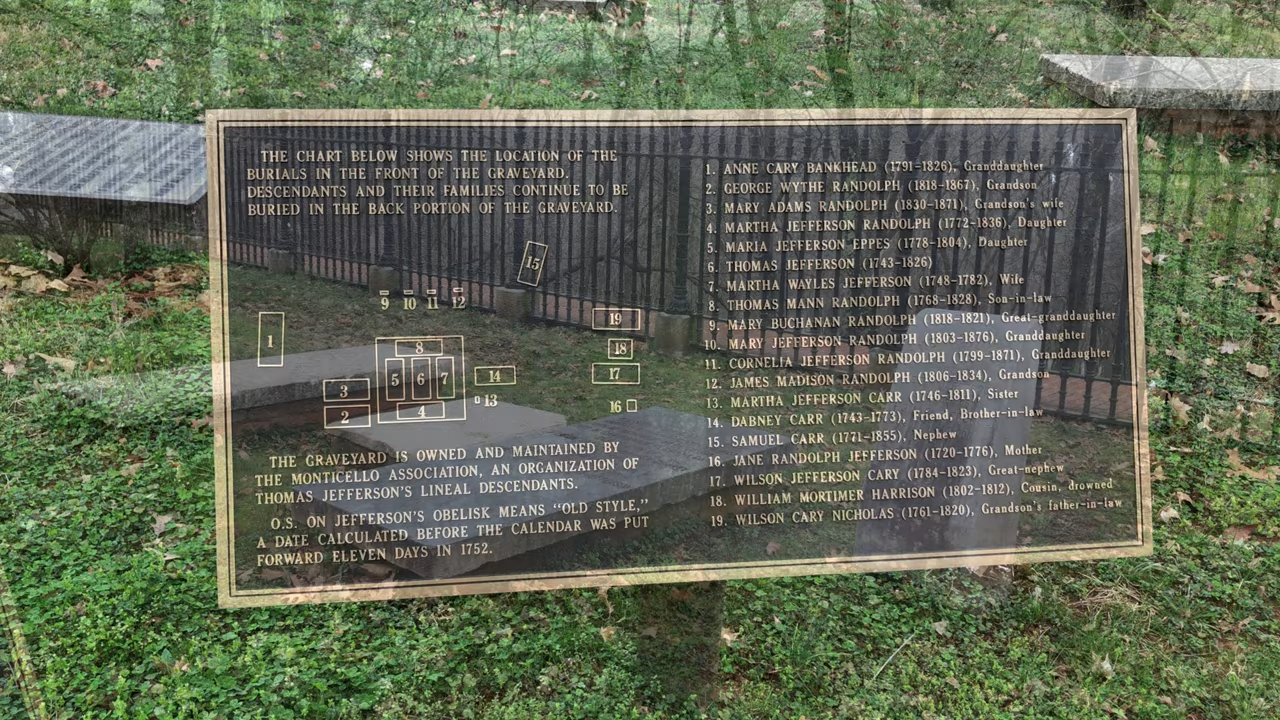 THE CHART BELOW SHOWS THE LOCATION OF THE
BURIALS IN THE FRONT OF THE GRAVEYARD.
DESCENDANTS AND THEIR FAMILIES CONTINUE TO BE
BURIED IN THE BACK PORTION OF THE GRAVEYARD.
15
9 10 11 12
19
1
8
18
5 6 7
14
17
3
13
2
4
16
THE GRAVEYARD IS OWNED AND MAINTAINED BY
THE MONTICELLO ASSOCIATION, AN ORGANIZATION OF
THOMAS JEFFERSON'S LINEAL DESCENDANTS.
O.S. ON JEFFERSON'S OBELISK MEANS "OLD STYLE,"
A DATE CALCULATED BEFORE THE CALENDAR WAS PUT
FORWARD ELEVEN DAYS IN 1752.
1. ANNE CARY BANKHEAD (1791-1826), Granddaughter
2. GEORGE WYTHE RANDOLPH (1818-1867), Grandson
3. MARY ADAMS RANDOLPH (1830-1871), Grandson's wife
4. MARTHA JEFFERSON RANDOLPH (1772-1836), Daughter
5. MARIA JEFFERSON EPPES (1778-1804), Daughter
6. THOMAS JEFFERSON (1743-1826)
7. MARTHA WAYLES JEFFERSON (1748-1782), Wife
8. THOMAS MANN RANDOLPH (1768-1828), Son-in-law
9. MARY BUCHANAN RANDOLPH (1818-1821), Great-granddaughter
10. MARY JEFFERSON RANDOLPH (1803-1876), Granddaughter
11. CORNELIA JEFFERSON RANDOLPH (1799-1871), Granddaughter
12. JAMES MADISON RANDOLPH (1806-1834), Grandson
13. MARTHA JEFFERSON CARR (1746-1811), Sister
14. DABNEY CARR (1743-1773), Friend, Brother-in-law
15. SAMUEL CARR (1771-1855), Nephew
16. JANE RANDOLPH JEFFERSON (1720-1776), Mother
17. WILSON JEFFERSON CARY (1784-1823), Great-nephew
18. WILLIAM MORTIMER HARRISON (1802-1812), Cousin, drowned
19. WILSON CARY NICHOLAS (1761-1820), Grandson's father-in-law